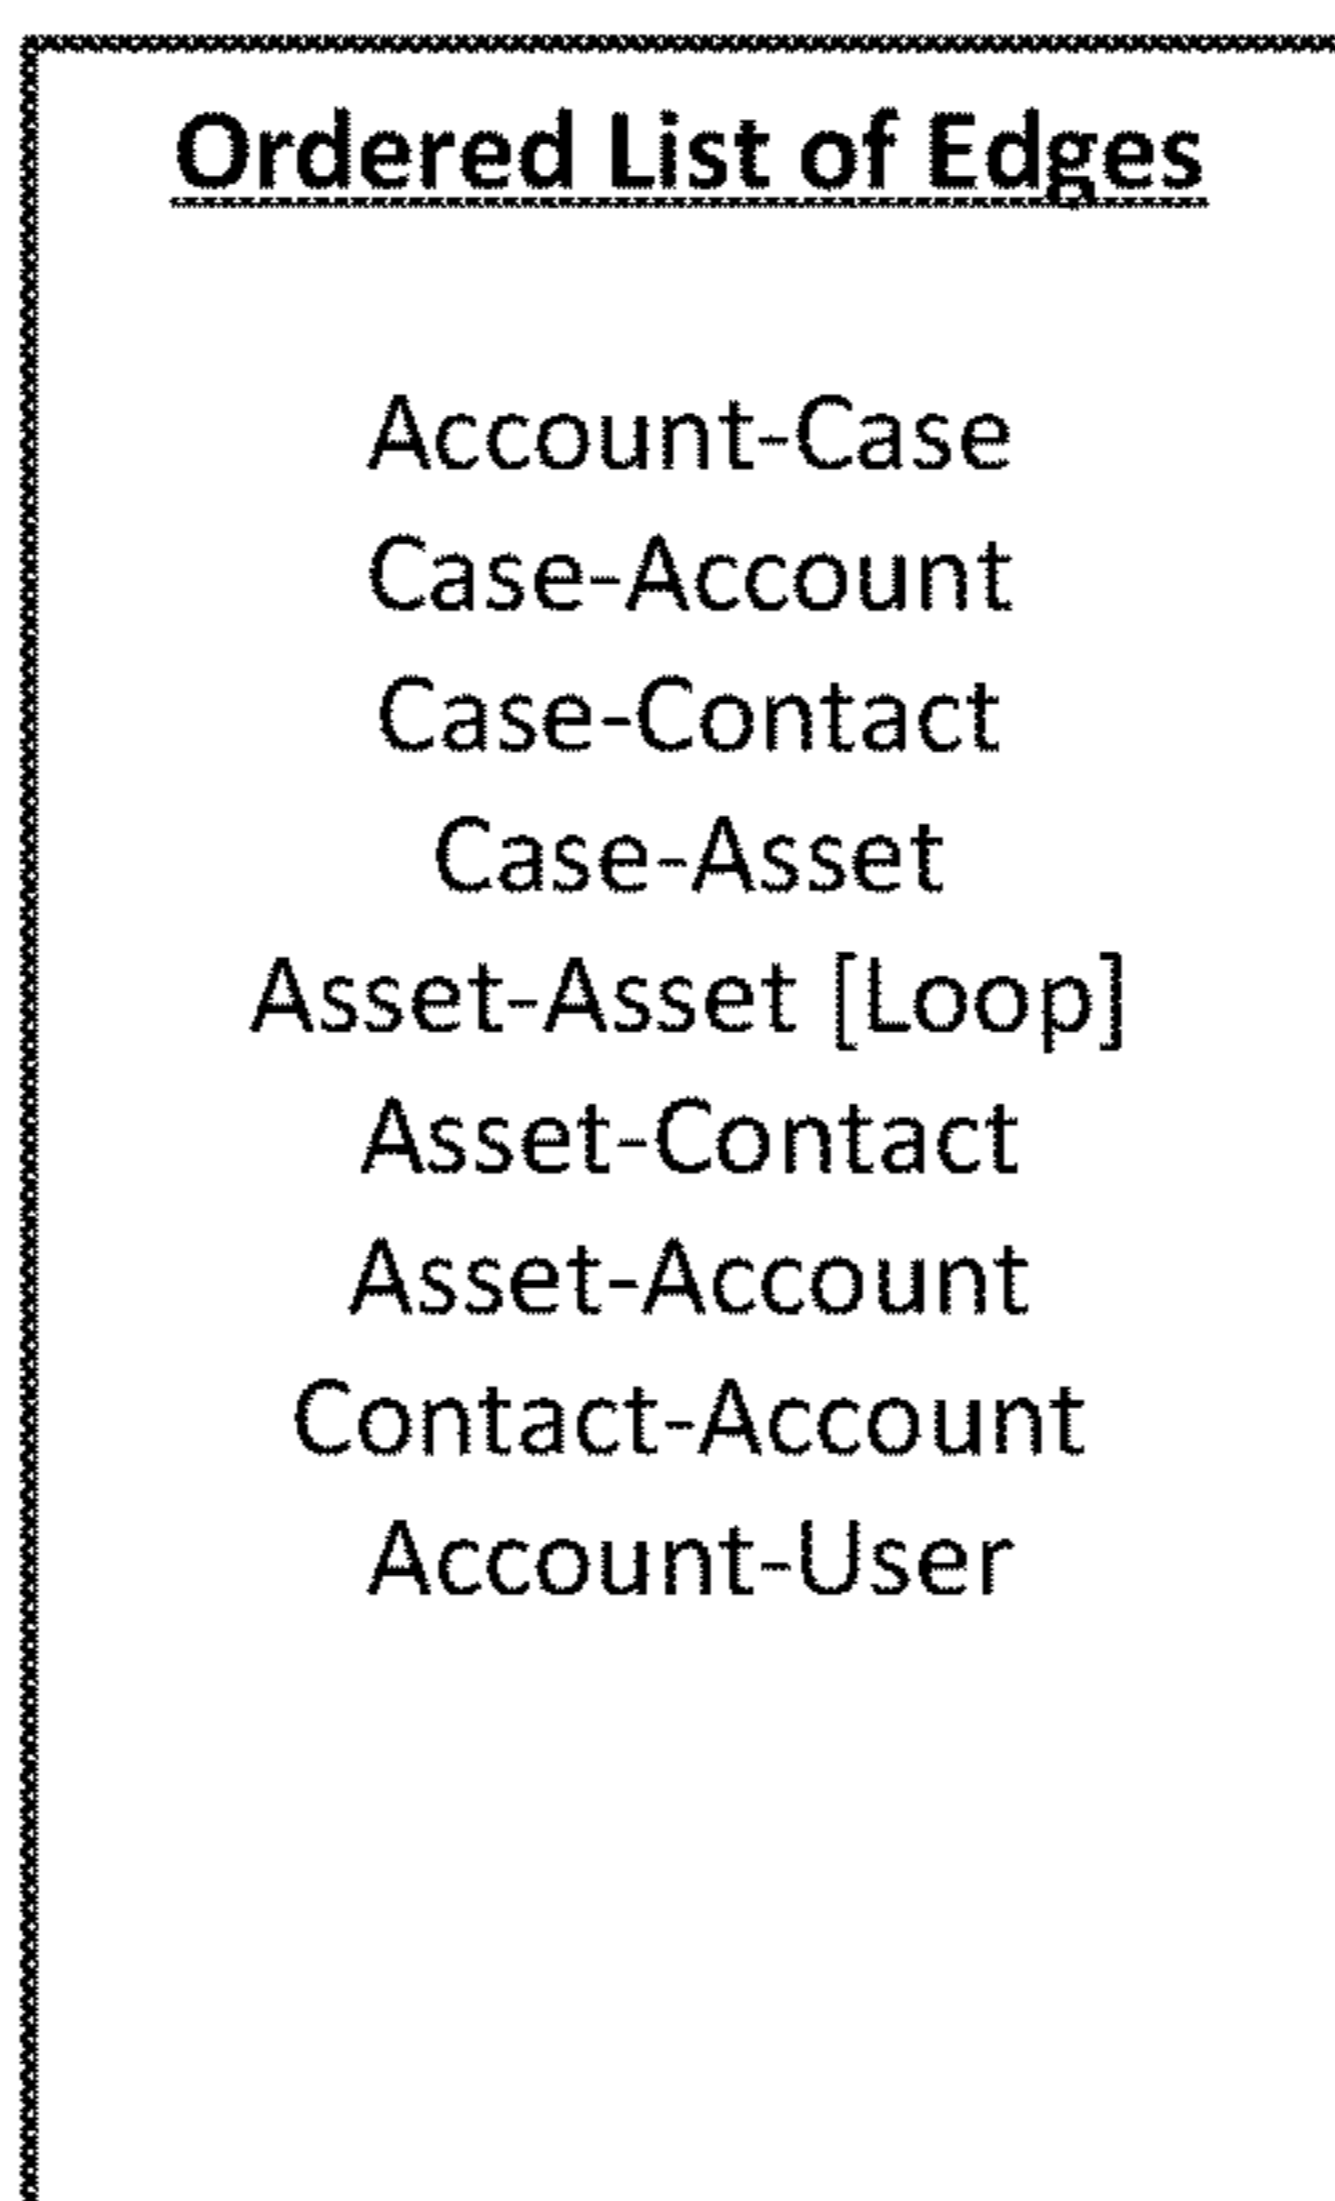 Ordered List of Edges
Account-Case
Case-Account
Case-Contact
Case-Asset
Asset-Asset [Loop]
Asset-Contact
Asset-Account
Contact-Account
Account-User